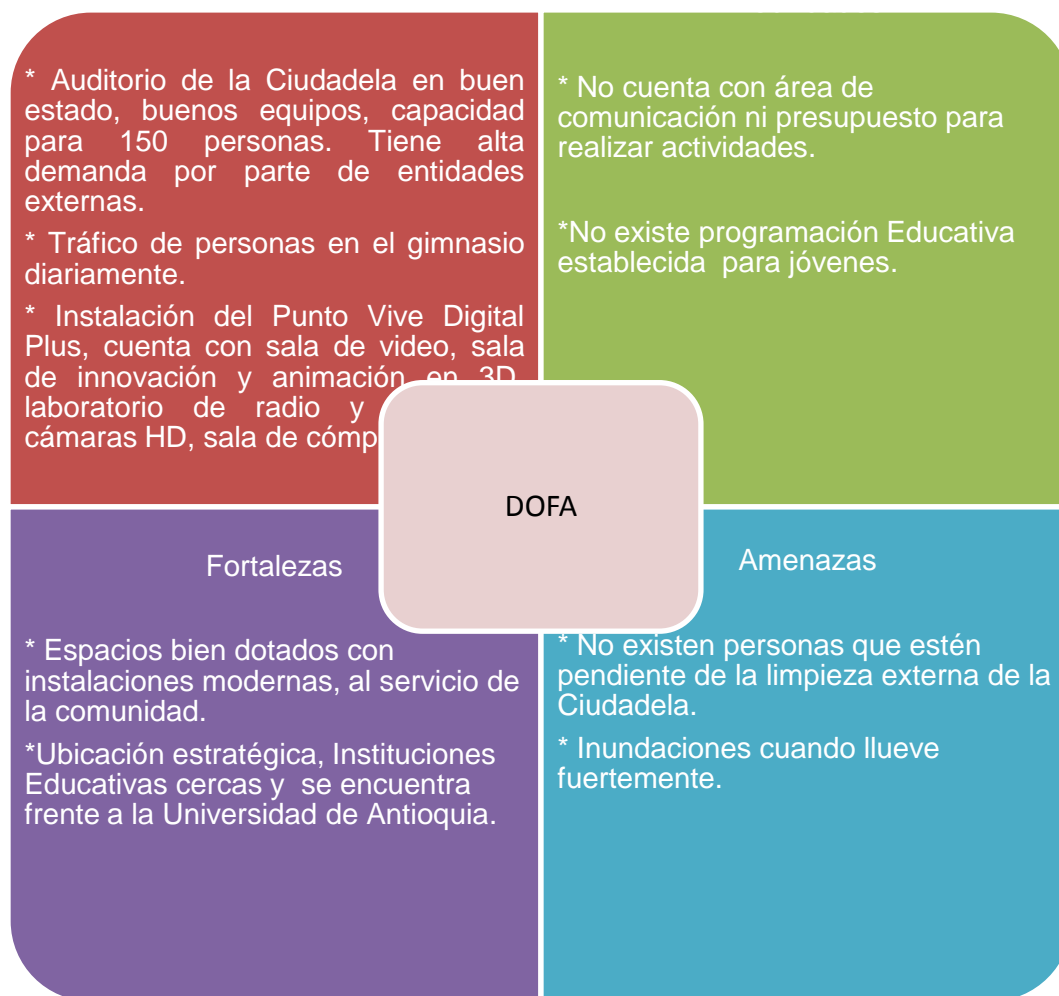 * Auditorio de la Ciudadela en buen
estado, buenos equipos, capacidad
para 150 personas. Tiene alta
demanda por parte de entidades
externas.
* Tráfico de personas en el gimnasio
diariamente.
* Instalación del Punto Vive Digital
Plus, cuenta con sala de video, sala
de innovación y animación en 3D,
laboratorio de radio y
cámaras HD, sala de
* No cuenta con área de
comunicación ni presupuesto para
realizar actividades.
*No existe programación Educativa
establecida para jóvenes.
DOFA
Fortalezas
* Espacios bien dotados con
instalaciones modernas, al servicio de
la comunidad.
*Ubicación estratégica, Instituciones
Educativas cercas y se encuentra
frente a la Universidad de Antioquia.
Amenazas
* No existen personas que estén
pendiente de la limpieza externa de la
Ciudadela.
* Inundaciones cuando llueve
fuertemente.